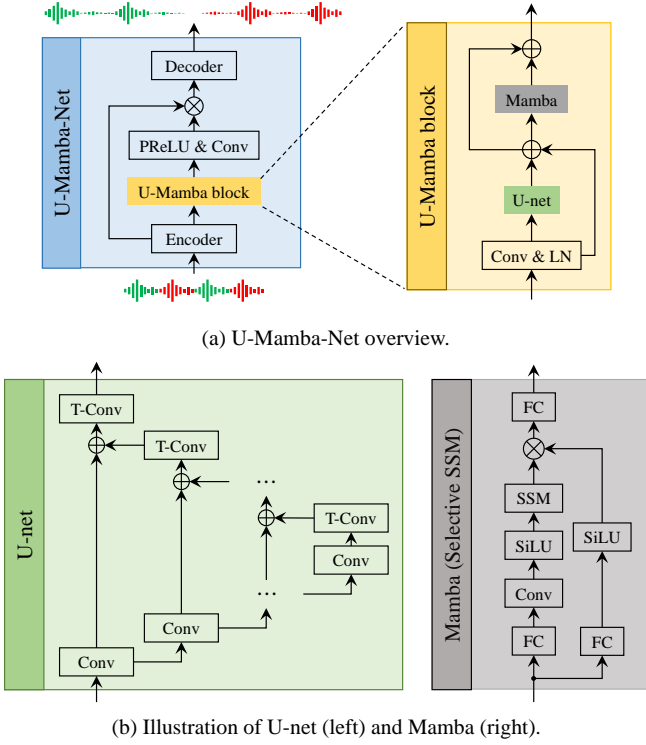 U-Mamba-Net
Decoder
PReLU & Conv
U-Mamba block
Encoder
U-Mamba block
Mamba
U-net
Conv & LN
(a) U-Mamba-Net overview.
U-net
T-Conv
T-Conv
...
T-Conv
Conv
...
Conv
Conv
Mamba (Selective SSM)
FC
SSM
SiLU
SiLU
Conv
FC
FC
(b) Illustration of U-net (left) and Mamba (right).